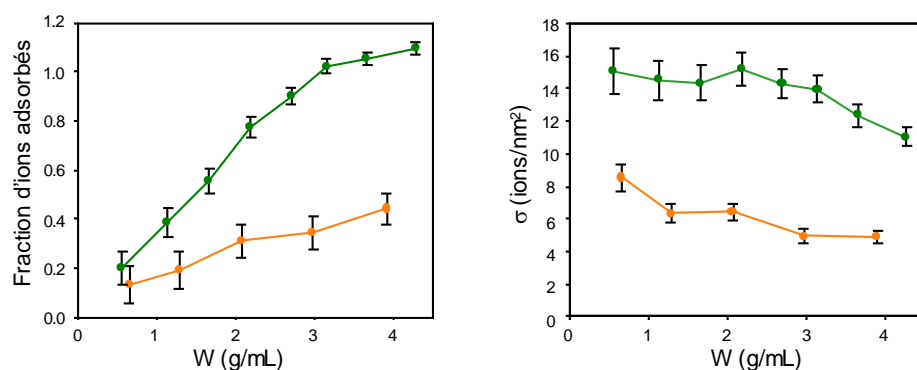 1.2
1.0
0.8
0.6
0.4
0.2
0.0
Fraction d'ions adsorbés
0 1 2 3 4
W (g/mL)
18
16
14
12
10
8
6
4
2
0
σ (ions/nm²)
0 1 2 3 4
W (g/mL)